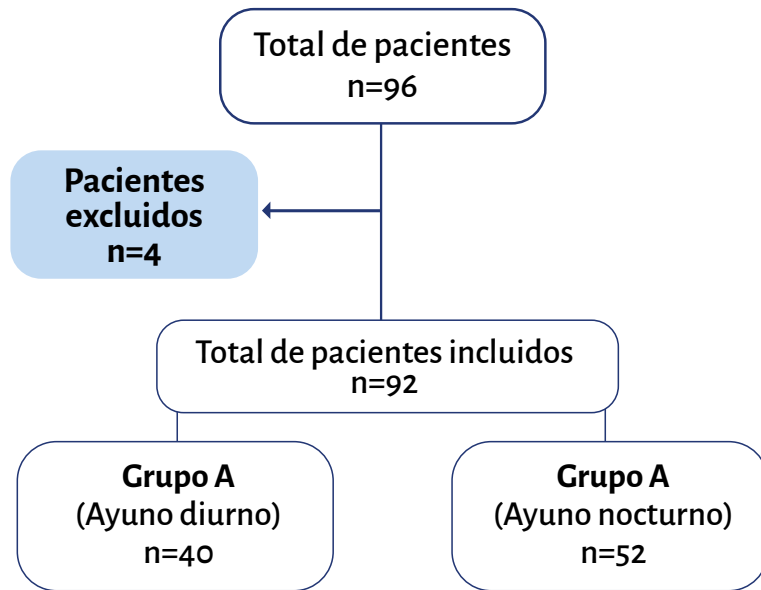 Total de pacientes
n=96
Pacientes
excluidos
n=4
Total de pacientes incluidos
n=92
Grupo A
(Ayuno diurno)
n=40
Grupo A
(Ayuno nocturno)
n=52